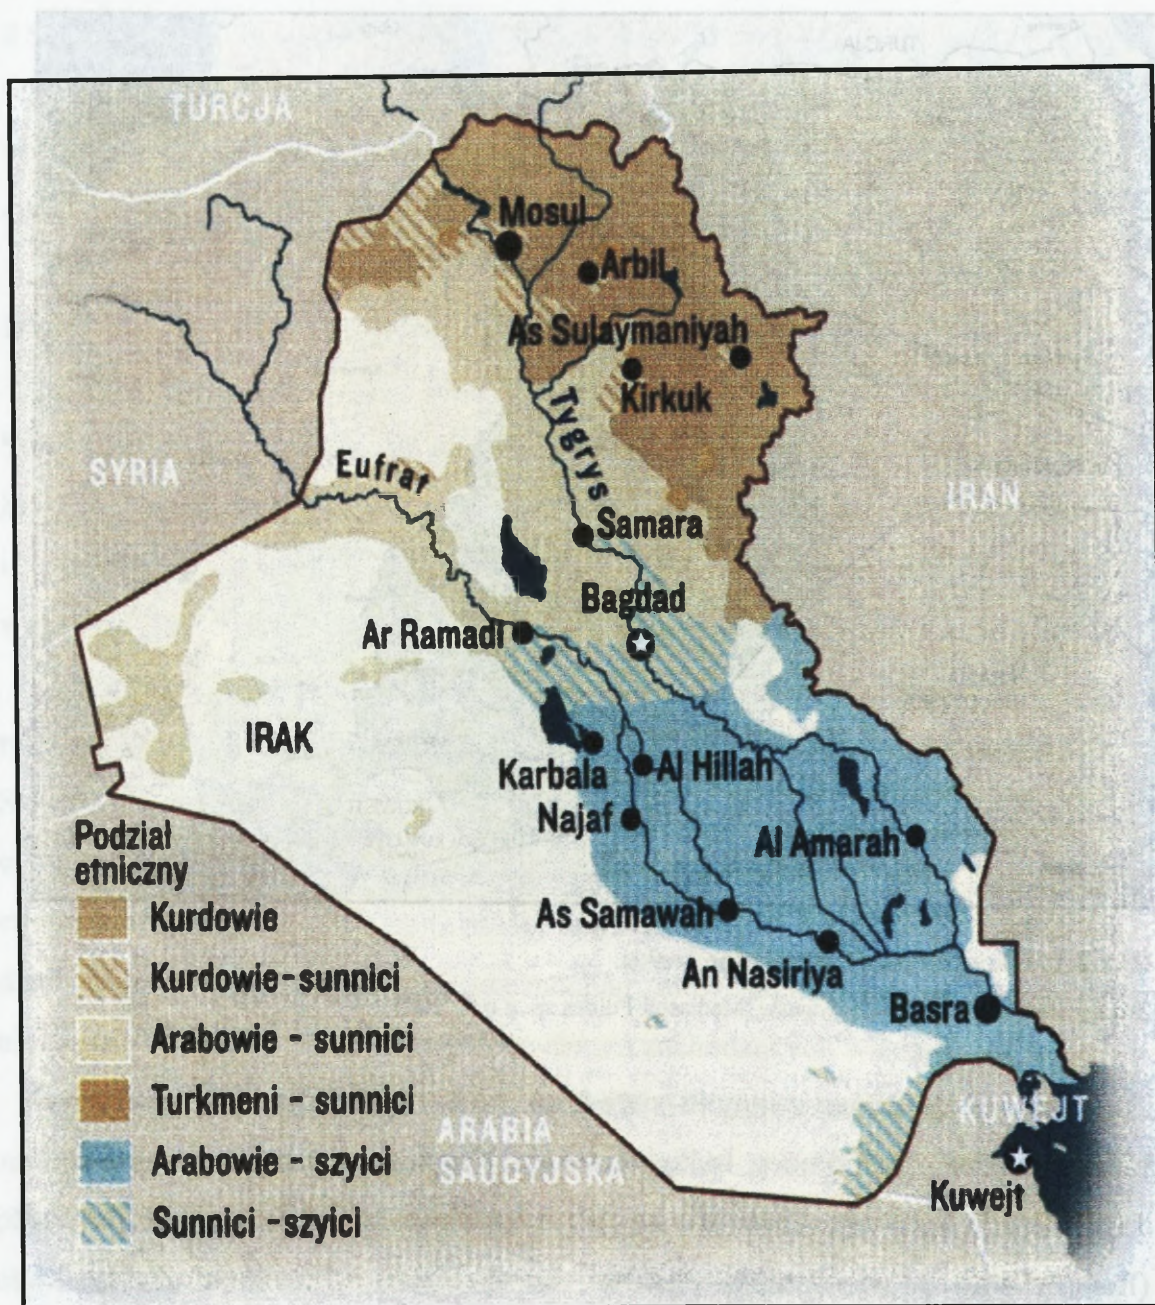 TURCJA
Mosul
Arbil
As Sulaymaniyah
Kirkuk
Tygrys
SYRIA
Eufrat
IRAN
Samara
Bagdad
Ar Ramadi
IRAK
Karbala
Al Hillah
Najaf
Al Amarah
As Samawah
An Nasiriya
Basra
Podział
etniczny
Kurdowie
Kurdowie-sunnici
Arabowie - sunnici
Turkmeni - sunnici
Arabowie - szyici
Sunnici -szyici
ARABIA
SAUDYJSKA
KUWEJT
Kuwejt